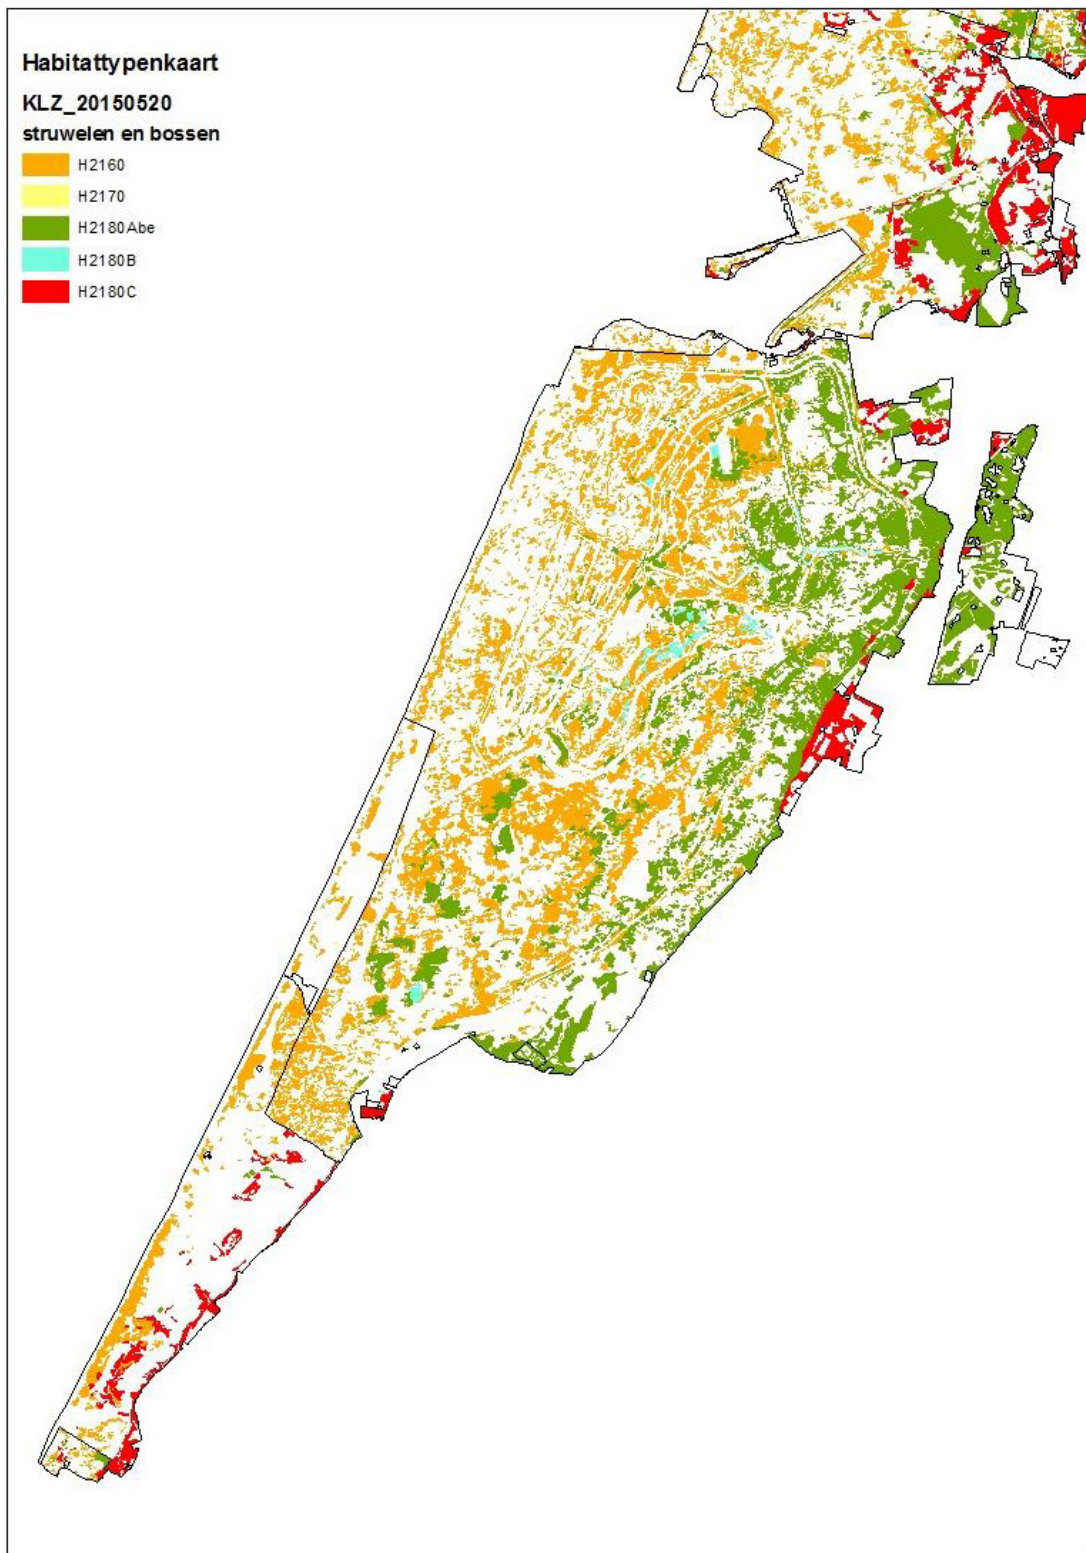 Habitattypenkaart
KLZ_20150520
struwelen en bossen
H2160
H2170
H2180Abe
H2180B
H2180C